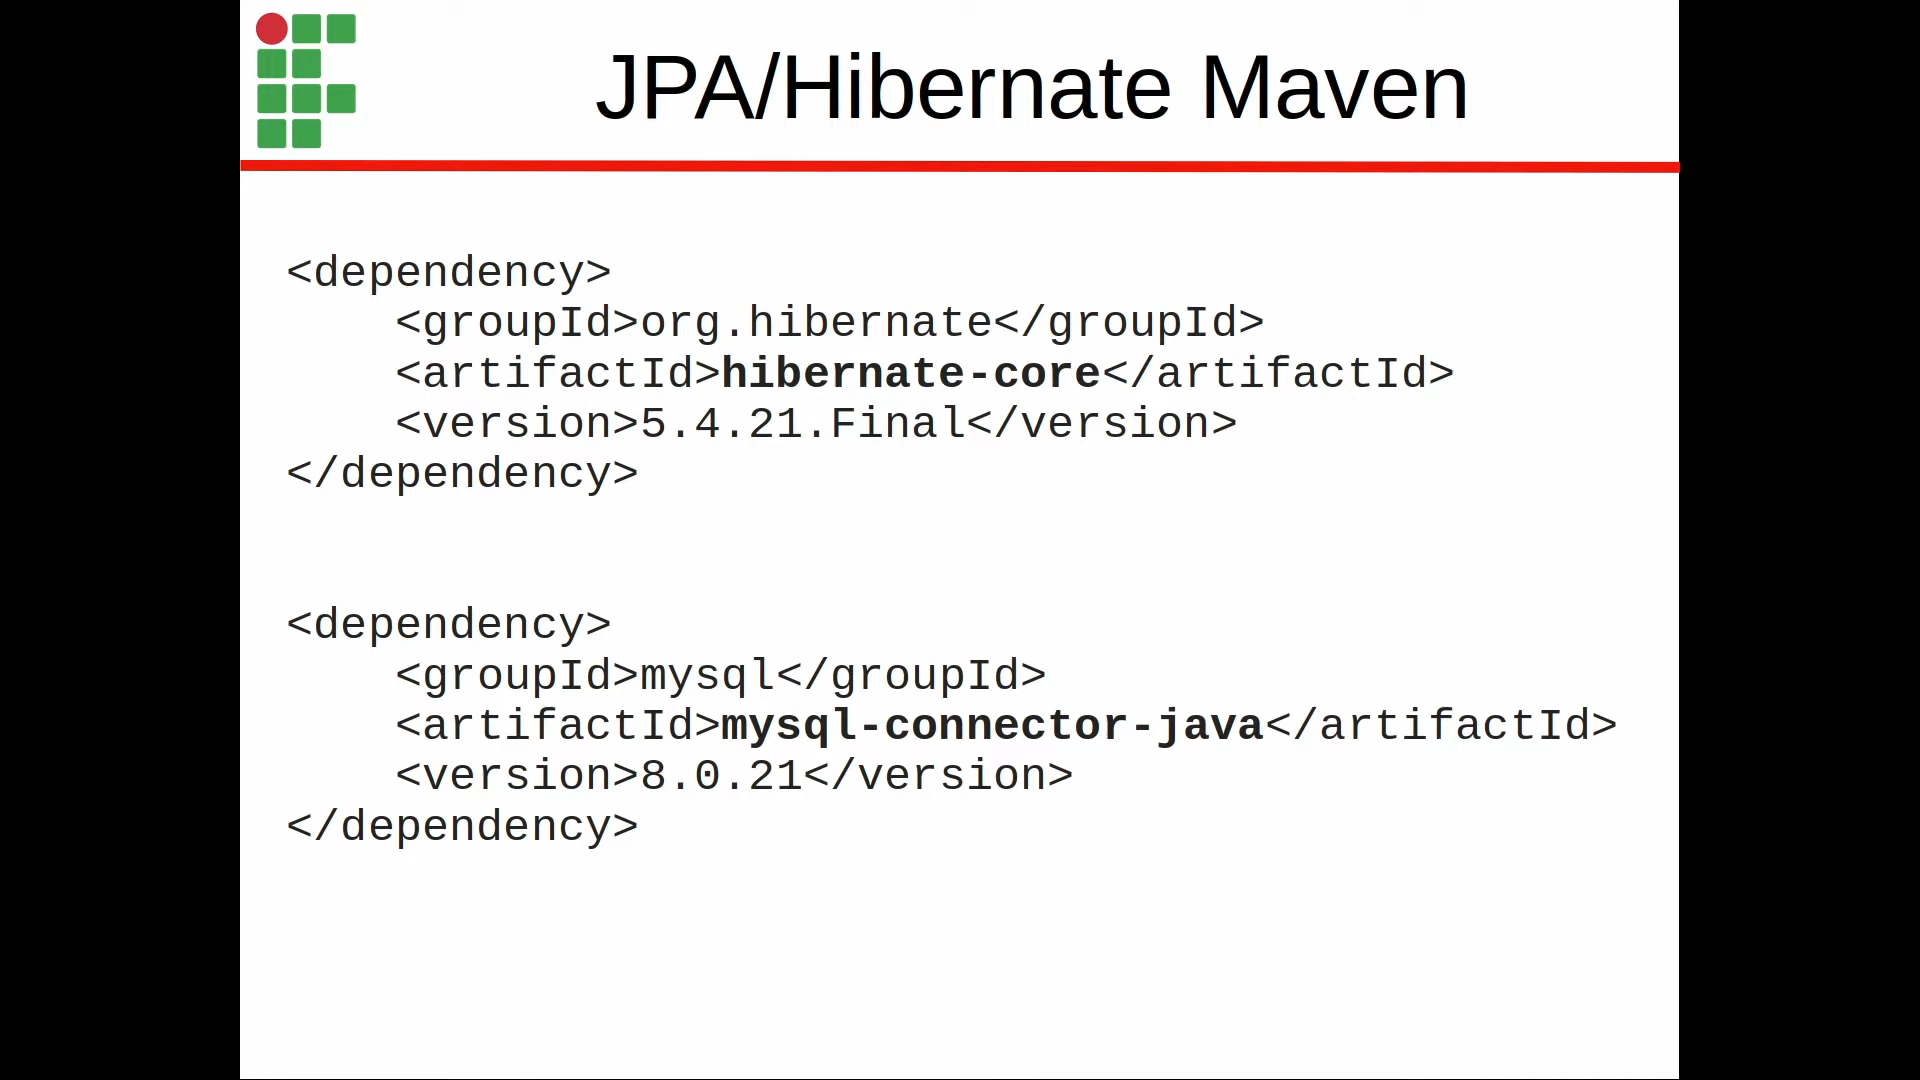 JPA/Hibernate Maven
<dependency>
    <groupId>org.hibernate</groupId>
    <artifactId>hibernate-core</artifactId>
    <version>5.4.21.Final</version>
</dependency>
<dependency>
    <groupId>mysql</groupId>
    <artifactId>mysql-connector-java</artifactId>
    <version>8.0.21</version>
</dependency>